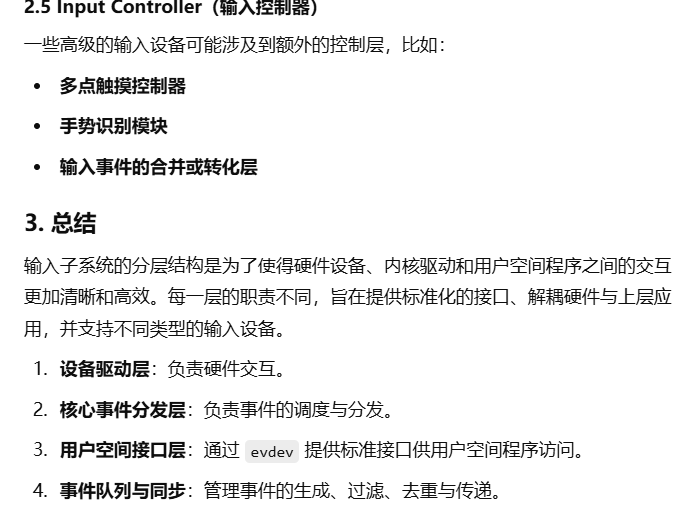 2.5 Input Controller（输入控制器）
一些高级的输入设备可能涉及到额外的控制层，比如：
• 多点触摸控制器
• 手势识别模块
• 输入事件的合并或转化层
3. 总结
输入子系统的分层结构是为了使得硬件设备、内核驱动和用户空间程序之间的交互
更加清晰和高效。每一层的职责不同，旨在提供标准化的接口、解耦硬件与上层应
用，并支持不同类型的输入设备。
1. 设备驱动层：负责硬件交互。
2. 核心事件分发层：负责事件的调度与分发。
3. 用户空间接口层：通过 evdev 提供标准接口供用户空间程序访问。
4. 事件队列与同步：管理事件的生成、过滤、去重与传递。